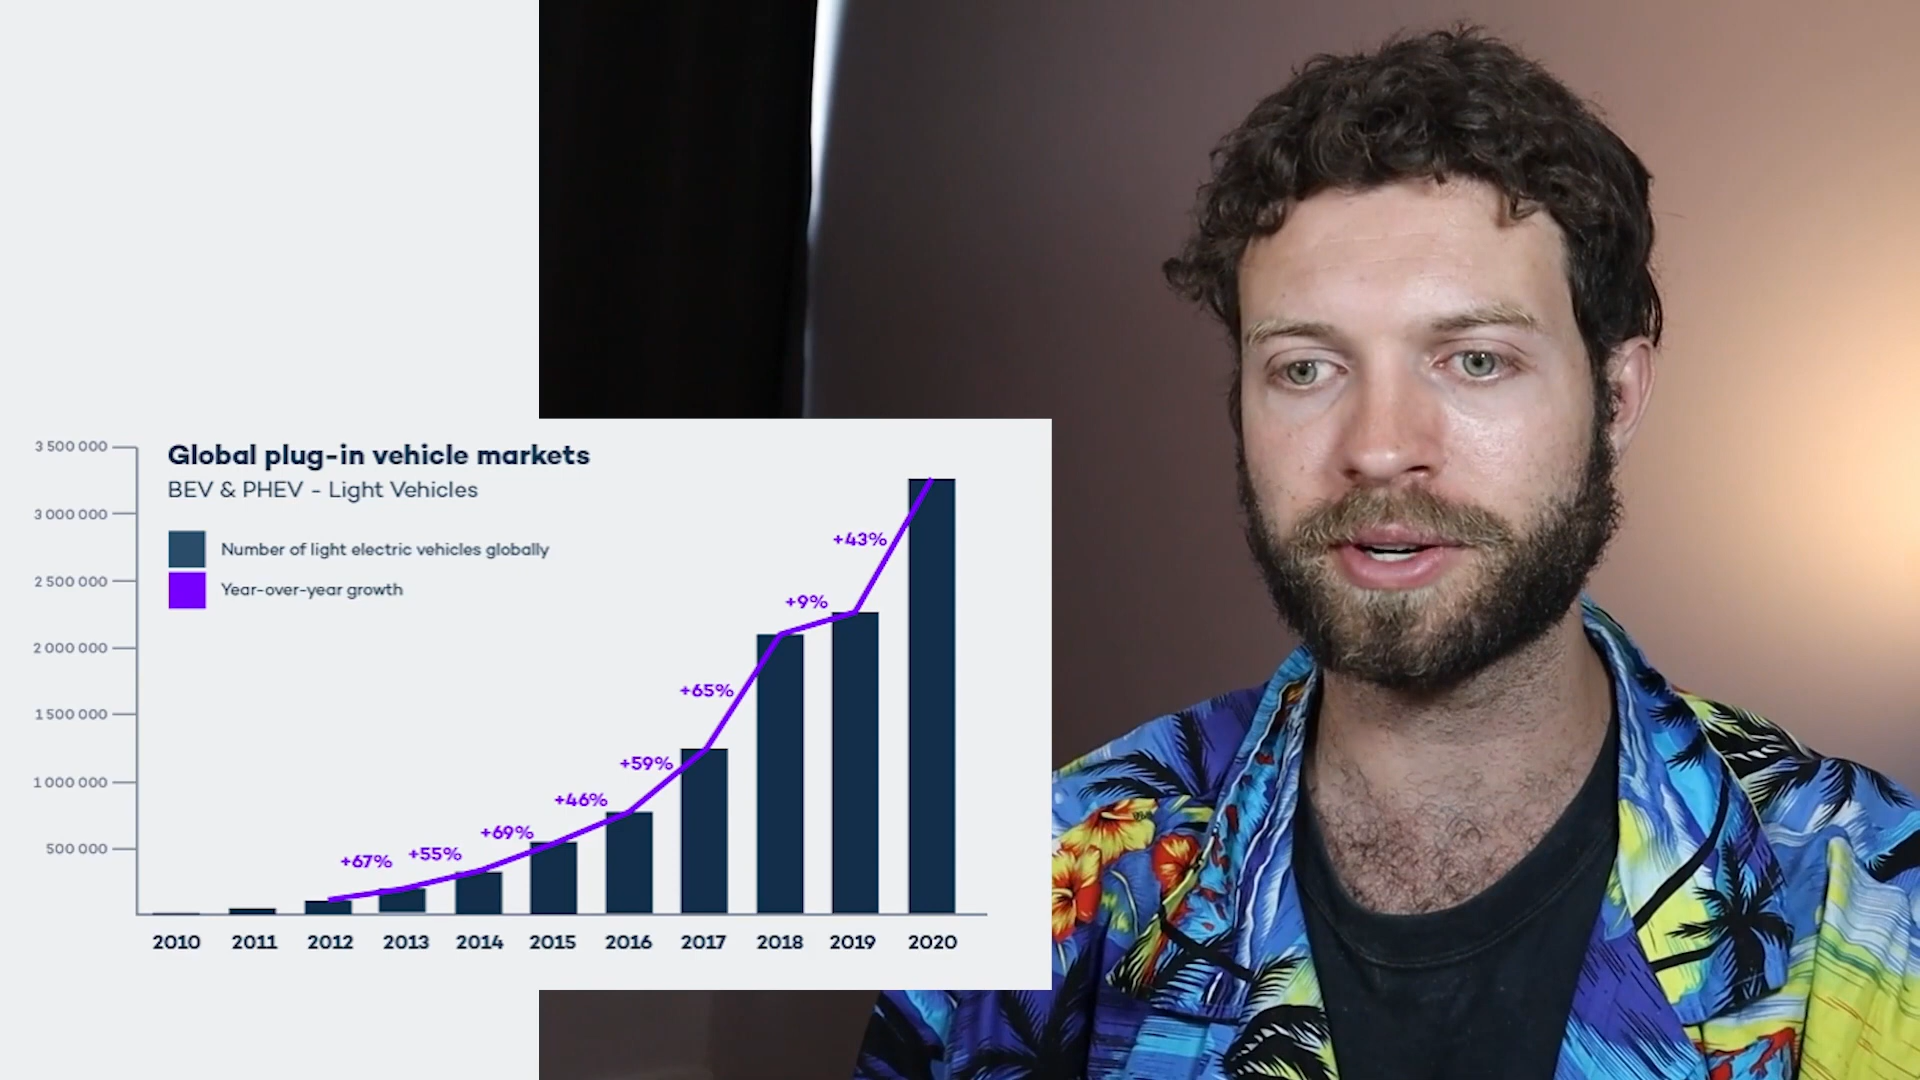 Global plug-in vehicle markets
BEV & PHEV - Light Vehicles
Number of light electric vehicles globally
Year-over-year growth
3 500 000
3 000 000
2 500 000
2 000 000
1 500 000
1 000 000
500 000
+67%
+55%
+69%
+46%
+59%
+65%
+9%
+43%
2010 2011 2012 2013 2014 2015 2016 2017 2018 2019 2020